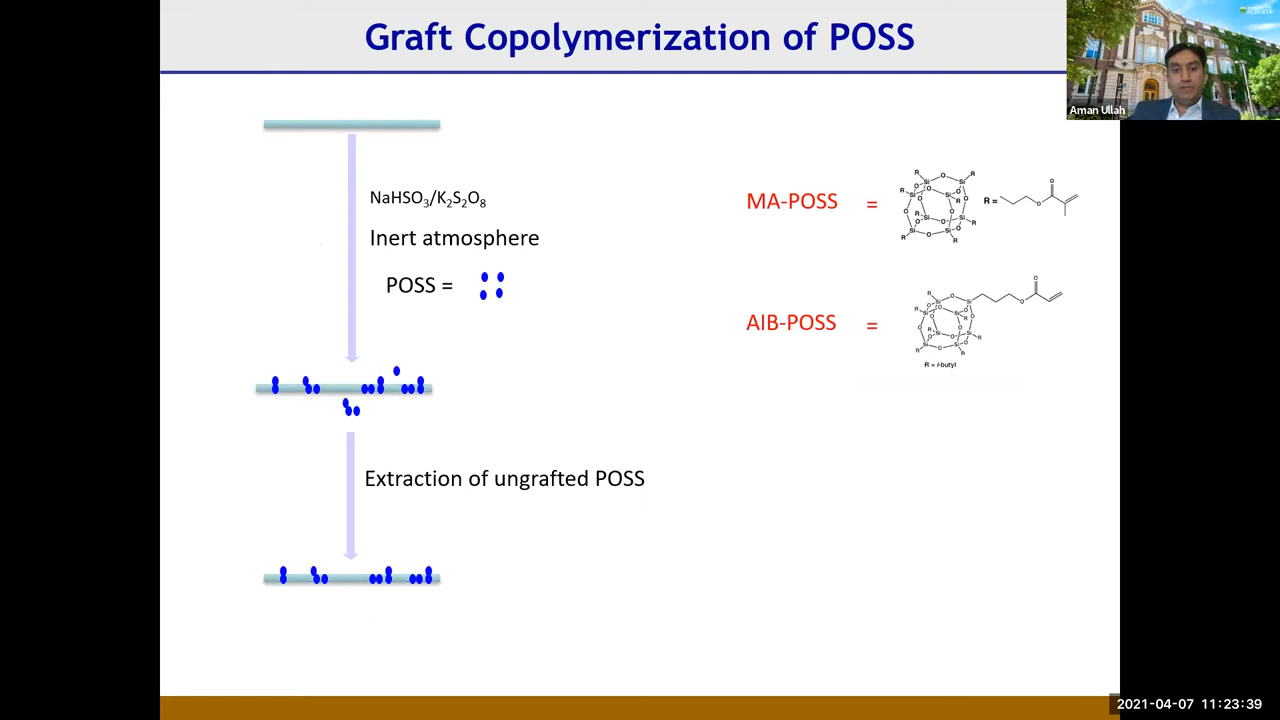 Graft Copolymerization of POSS
Aman Ullah
NaHSO₃/K₂S₂O₈
Inert atmosphere
POSS =
MA-POSS =
R =
AIB-POSS =
R = i-butyl
Extraction of ungrafted POSS
2021-04-07 11:23:39